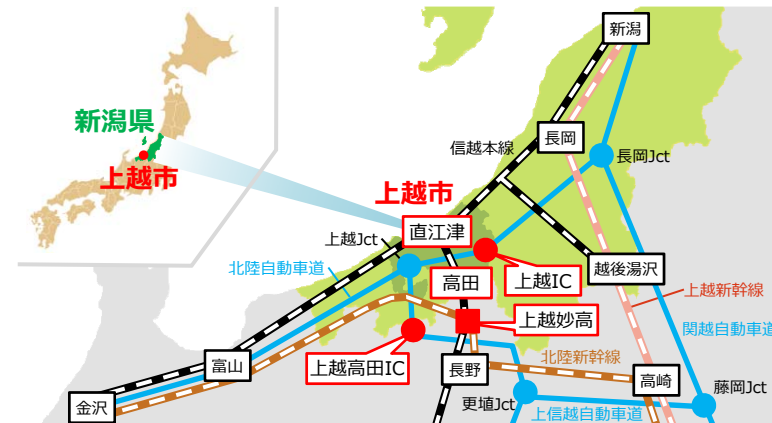 新潟県
上越市
新潟
長岡
信越本線
長岡Jct
上越市
直江津
上越Jct
北陸自動車道
高田
上越IC
越後湯沢
上越新幹線
上越妙高
関越自動車道
富山
上越高田IC
長野
北陸新幹線
高崎
金沢
更埴Jct
上信越自動車道
藤岡Jct